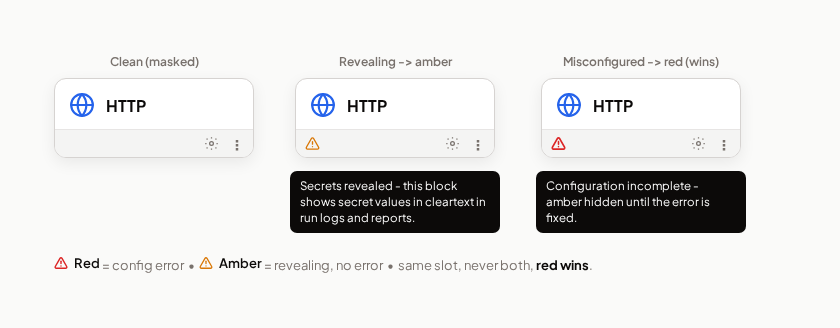 Clean (masked)
Revealing -> amber
Misconfigured -> red (wins)
HTTP
HTTP
HTTP
Secrets revealed - this block
shows secret values in cleartext in
run logs and reports.
Configuration incomplete -
amber hidden until the error is
fixed.
Red = config error • Amber = revealing, no error • same slot, never both, red wins.